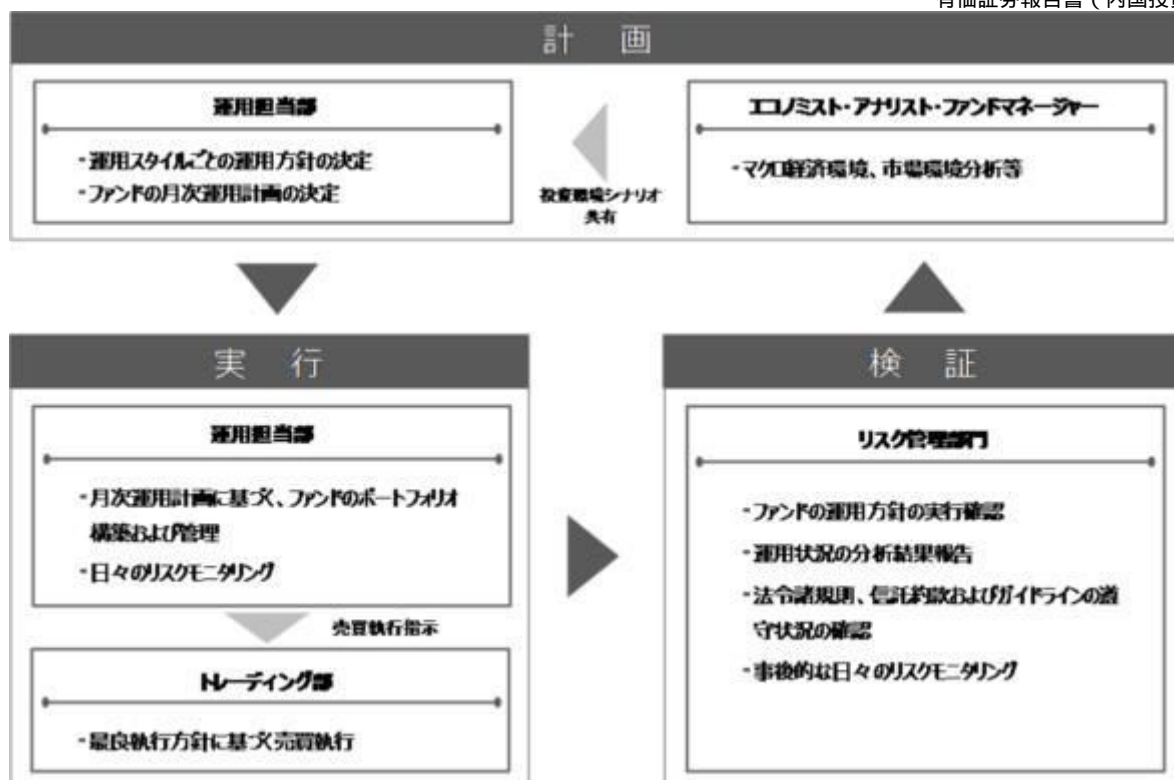 有価証券報告書(内国投資
計 画
運用担当部
・運用スタイルごとの運用方針の決定
・ファンドの月次運用計画の決定
投資環境シナリオ
共有
エコノミスト・アナリスト・ファンドマネージャー
・マクロ経済環境、市場環境分析等
実 行
運用担当部
・月次運用計画に基づく、ファンドのポートフォリオ
構築および管理
・日々のリスクモニタリング
売買執行指示
トレーディング部
・最良執行方針に基づく売買執行
検 証
リスク管理部門
・ファンドの運用方針の実行確認
・運用状況の分析結果報告
・法令諸規則、信託約款およびガイドラインの遵
守状況の確認
・事後的な日々のリスクモニタリング